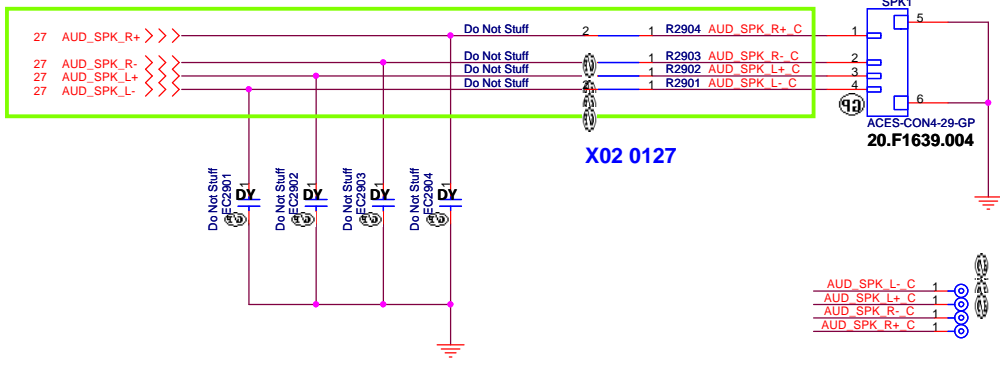 SPK1
27 AUD_SPK_R+ Do Not Stuff 2 1 R2904 AUD_SPK_R+_C 1 5
27 AUD_SPK_R- Do Not Stuff 1 R2903 AUD_SPK_R-_C 2
27 AUD_SPK_L+ Do Not Stuff 1 R2902 AUD_SPK_L+_C 3
27 AUD_SPK_L- Do Not Stuff 1 R2901 AUD_SPK_L-_C 4
6
ACES-CON4-29-GP
20.F1639.004
X02 0127
Do Not Stuff EC2901 DY 1
Do Not Stuff EC2902 DY 1
Do Not Stuff EC2903 DY 1
Do Not Stuff EC2904 DY 1
AUD_SPK_L-_C 1
AUD_SPK_L+_C 1
AUD_SPK_R-_C 1
AUD_SPK_R+_C 1